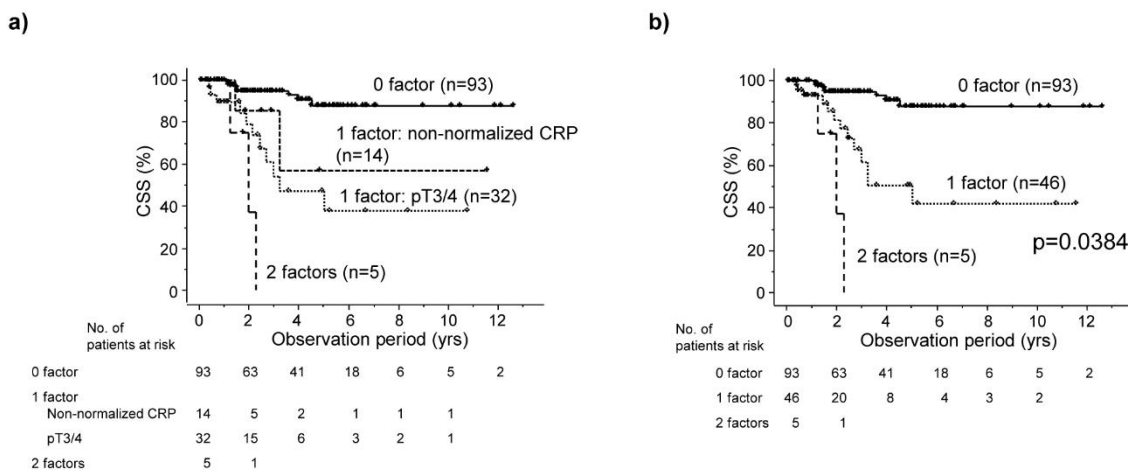 a)
100
80
60
40
20
0
CSS (%)
0 factor (n=93)
1 factor: non-normalized CRP
(n=14)
1 factor: pT3/4 (n=32)
2 factors (n=5)
0 2 4 6 8 10 12
Observation period (yrs)
No. of
patients at risk
0 factor 93 63 41 18 6 5 2
1 factor
Non-normalized CRP 14 5 2 1 1 1
pT3/4 32 15 6 3 2 1
2 factors 5 1
b)
100
80
60
40
20
0
CSS (%)
0 factor (n=93)
1 factor (n=46)
p=0.0384
2 factors (n=5)
0 2 4 6 8 10 12
Observation period (yrs)
No. of
patients at risk
0 factor 93 63 41 18 6 5 2
1 factor 46 20 8 4 3 2
2 factors 5 1